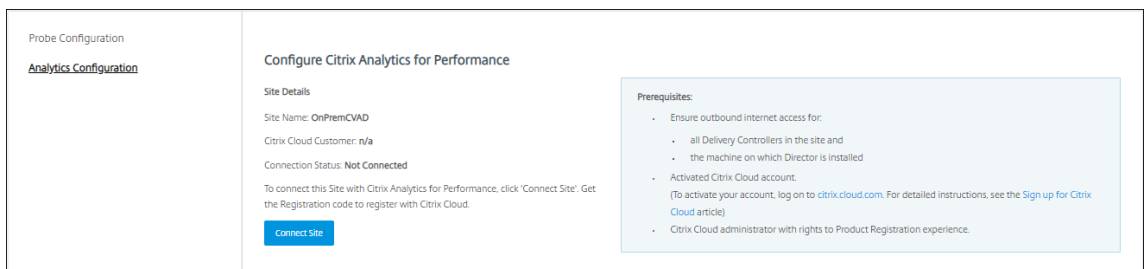 Probe Configuration
Analytics Configuration
Configure Citrix Analytics for Performance
Site Details
Site Name: OnPremCVAD
Citrix Cloud Customer: n/a
Connection Status: Not Connected
To connect this Site with Citrix Analytics for Performance, click 'Connect Site'. Get
the Registration code to register with Citrix Cloud.
Connect Site
Prerequisites:
• Ensure outbound internet access for:
• all Delivery Controllers in the site and
• the machine on which Director is installed
• Activated Citrix Cloud account.
(To activate your account, log on to citrix.cloud.com. For detailed instructions, see the Sign up for Citrix
Cloud article)
• Citrix Cloud administrator with rights to Product Registration experience.